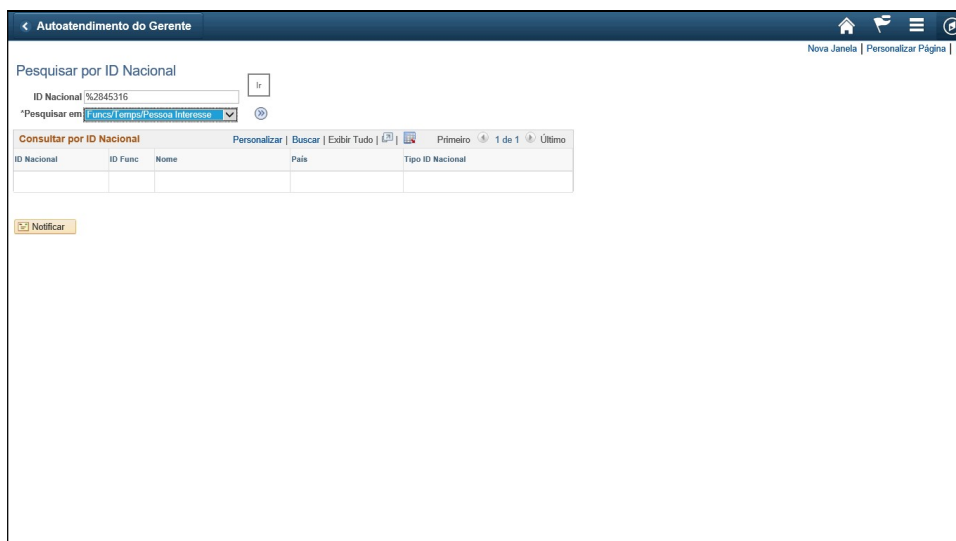 Autoatendimento do Gerente
Nova Janela | Personalizar Página |
Pesquisar por ID Nacional
Ir
ID Nacional %2845316
*Pesquisar em Funcs/Temps/Pessoa Interesse
Consultar por ID Nacional Personalizar | Buscar | Exibir Tudo | | Primeiro 1 de 1 Último
ID Nacional ID Func Nome País Tipo ID Nacional
Notificar